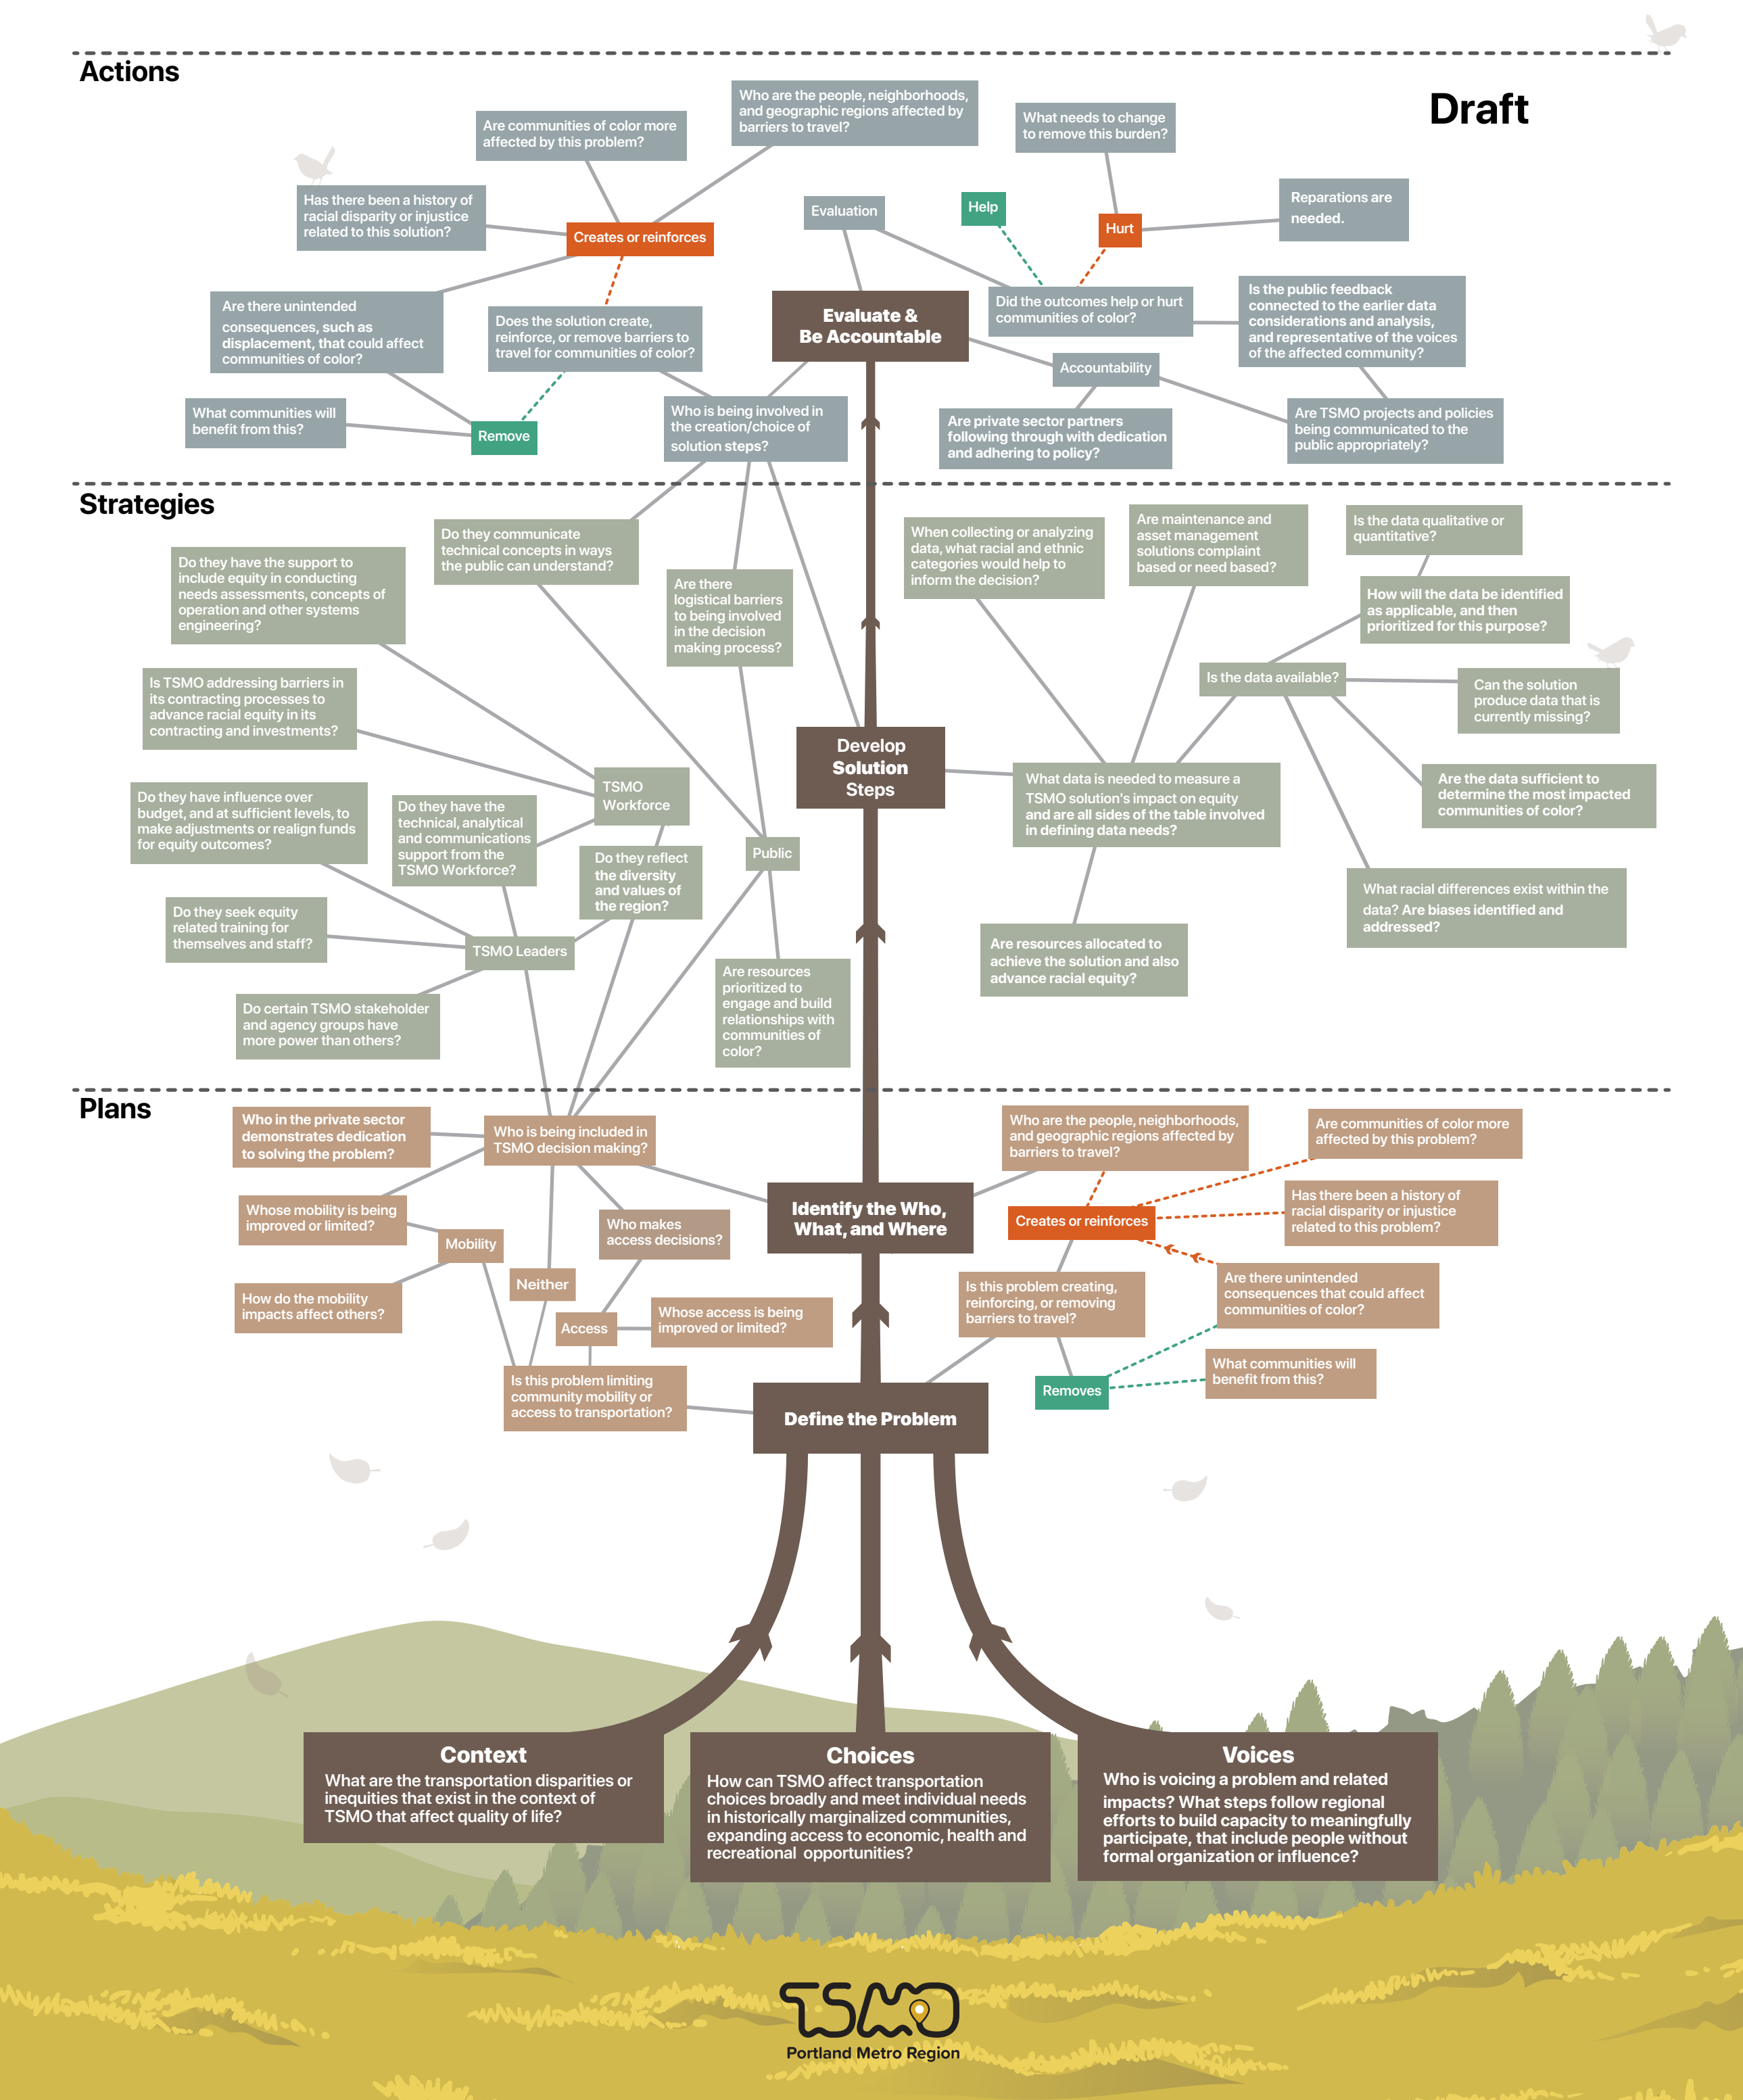 Actions
Draft
Who are the people, neighborhoods,
and geographic regions affected by
barriers to travel?
Are communities of color more
affected by this problem?
What needs to change
to remove this burden?
Has there been a history of
racial disparity or injustice
related to this solution?
Creates or reinforces
Evaluation
Help
Hurt
Reparations are
needed.
Are there unintended
consequences, such as
displacement, that could affect
communities of color?
Does the solution create,
reinforce, or remove barriers to
travel for communities of color?
Evaluate &
Be Accountable
Did the outcomes help or hurt
communities of color?
Is the public feedback
connected to the earlier data
considerations and analysis,
and representative of the voices
of the affected community?
Accountability
What communities will
benefit from this?
Remove
Who is being involved in
the creation/choice of
solution steps?
Are private sector partners
following through with dedication
and adhering to policy?
Are TSMO projects and policies
being communicated to the
public appropriately?
Strategies
Do they communicate
technical concepts in ways
the public can understand?
Do they have the support to
include equity in conducting
needs assessments, concepts of
operation and other systems
engineering?
Are there
logistical barriers
to being involved
in the decision
making process?
When collecting or analyzing
data, what racial and ethnic
categories would help to
inform the decision?
Are maintenance and
asset management
solutions complaint
based or need based?
Is the data qualitative or
quantitative?
How will the data be identified
as applicable, and then
prioritized for this purpose?
Is TSMO addressing barriers in
its contracting processes to
advance racial equity in its
contracting and investments?
Is the data available?
Can the solution
produce data that is
currently missing?
TSMO
Workforce
Develop
Solution
Steps
What data is needed to measure a
TSMO solution's impact on equity
and are all sides of the table involved
in defining data needs?
Are the data sufficient to
determine the most impacted
communities of color?
Do they have influence over
budget, and at sufficient levels, to
make adjustments or realign funds
for equity outcomes?
Do they have the
technical, analytical
and communications
support from the
TSMO Workforce?
Do they reflect
the diversity
and values of
the region?
Public
What racial differences exist within the
data? Are biases identified and
addressed?
Do they seek equity
related training for
themselves and staff?
TSMO Leaders
Are resources allocated to
achieve the solution and also
advance racial equity?
Are resources
prioritized to
engage and build
relationships with
communities of
color?
Do certain TSMO stakeholder
and agency groups have
more power than others?
Plans
Who in the private sector
demonstrates dedication
to solving the problem?
Who is being included in
TSMO decision making?
Who are the people, neighborhoods,
and geographic regions affected by
barriers to travel?
Are communities of color more
affected by this problem?
Whose mobility is being
improved or limited?
Mobility
Who makes
access decisions?
Identify the Who,
What, and Where
Creates or reinforces
Has there been a history of
racial disparity or injustice
related to this problem?
Neither
How do the mobility
impacts affect others?
Access
Whose access is being
improved or limited?
Is this problem creating,
reinforcing, or removing
barriers to travel?
Are there unintended
consequences that could affect
communities of color?
Is this problem limiting
community mobility or
access to transportation?
Define the Problem
Removes
What communities will
benefit from this?
Context
What are the transportation disparities or
inequities that exist in the context of
TSMO that affect quality of life?
Choices
How can TSMO affect transportation
choices broadly and meet individual needs
in historically marginalized communities,
expanding access to economic, health and
recreational opportunities?
Voices
Who is voicing a problem and related
impacts? What steps follow regional
efforts to build capacity to meaningfully
participate, that include people without
formal organization or influence?
TSMO
Portland Metro Region